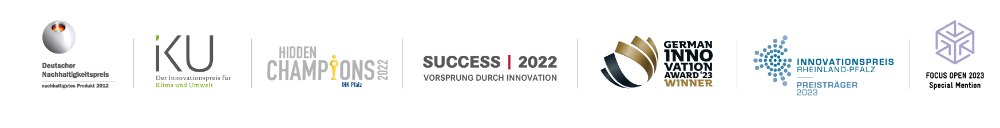 Deutscher
Nachhaltigkeitspreis
nachhaltigstes Produkt 2012
iKU
Der Innovationspreis für
Klima und Umwelt
HIDDEN
CHAMPIONS 2022
IHK Pfalz
SUCCESS | 2022
VORSPRUNG DURCH INNOVATION
GERMAN
INNO
VATION
AWARD '23
WINNER
INNOVATIONSPREIS
RHEINLAND-PFALZ
PREISTRÄGER
2023
FOCUS OPEN 2023
Special Mention